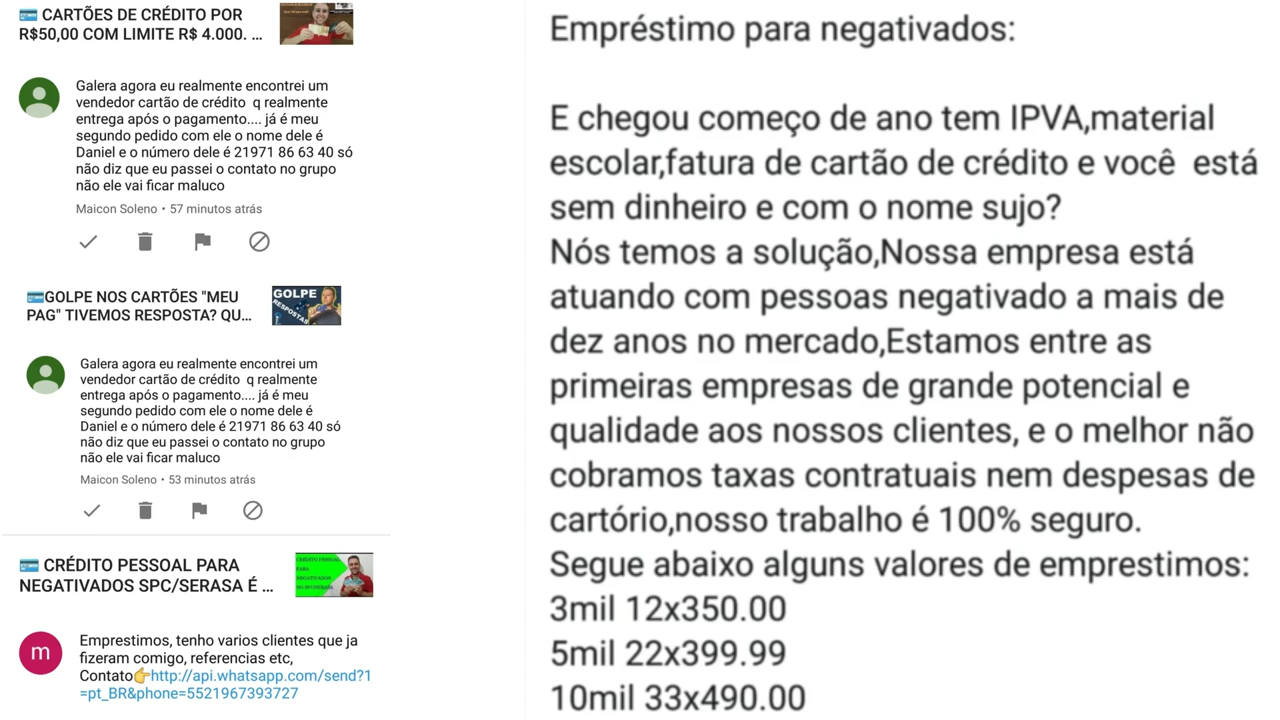 💳 CARTÕES DE CRÉDITO POR
R$50,00 COM LIMITE R$ 4.000. ...
Galera agora eu realmente encontrei um
vendedor cartão de crédito q realmente
entrega após o pagamento.... já é meu
segundo pedido com ele o nome dele é
Daniel e o número dele é 21971 86 63 40 só
não diz que eu passei o contato no grupo
não ele vai ficar maluco
Maicon Soleno • 57 minutos atrás
💳GOLPE NOS CARTÕES "MEU
PAG" TIVEMOS RESPOSTA? QU...
GOLPE
RESPOSTAS
Galera agora eu realmente encontrei um
vendedor cartão de crédito q realmente
entrega após o pagamento.... já é meu
segundo pedido com ele o nome dele é
Daniel e o número dele é 21971 86 63 40 só
não diz que eu passei o contato no grupo
não ele vai ficar maluco
Maicon Soleno • 53 minutos atrás
💳 CRÉDITO PESSOAL PARA
NEGATIVADOS SPC/SERASA É ...
CRÉDITO PESSOAL
PARA
NEGATIVADOS
NO SPC/SERASA
m
Emprestimos, tenho varios clientes que ja
fizeram comigo, referencias etc,
Contato👉http://api.whatsapp.com/send?1
=pt_BR&phone=5521967393727
Empréstimo para negativados:
E chegou começo de ano tem IPVA,material
escolar,fatura de cartão de crédito e você está
sem dinheiro e com o nome sujo?
Nós temos a solução,Nossa empresa está
atuando com pessoas negativado a mais de
dez anos no mercado,Estamos entre as
primeiras empresas de grande potencial e
qualidade aos nossos clientes, e o melhor não
cobramos taxas contratuais nem despesas de
cartório,nosso trabalho é 100% seguro.
Segue abaixo alguns valores de emprestimos:
3mil 12x350.00
5mil 22x399.99
10mil 33x490.00